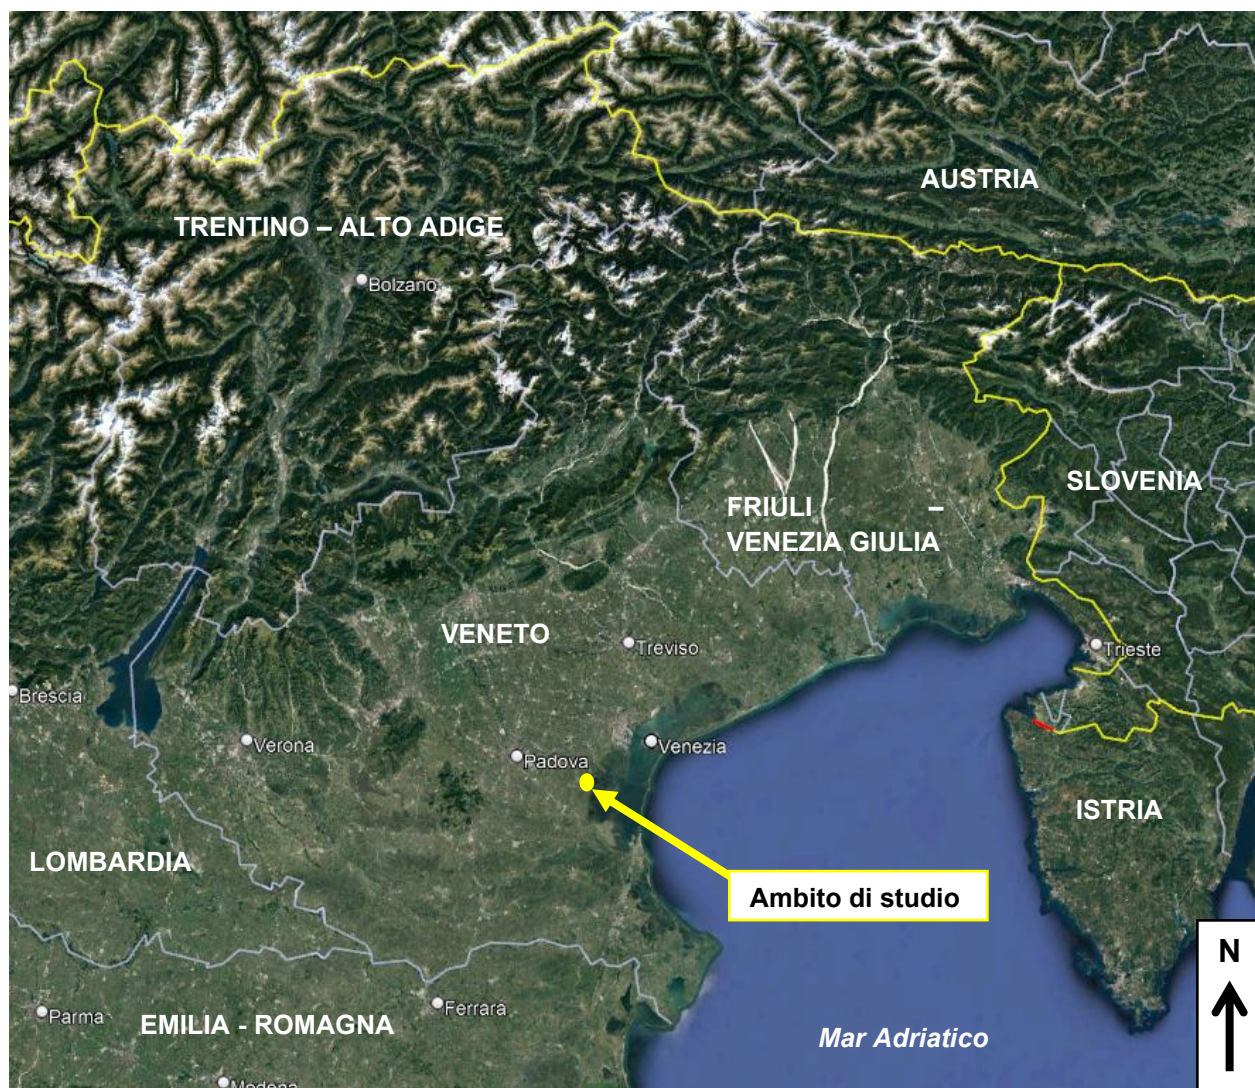 AUSTRIA
TRENTINO – ALTO ADIGE
Bolzano
SLOVENIA
FRIULI –
VENEZIA GIULIA
VENETO
Treviso
Trieste
Brescia
Verona
Venezia
Padova
ISTRIA
LOMBARDIA
Ambito di studio
N
Ferrara
Parma
EMILIA - ROMAGNA
Mar Adriatico
Modena